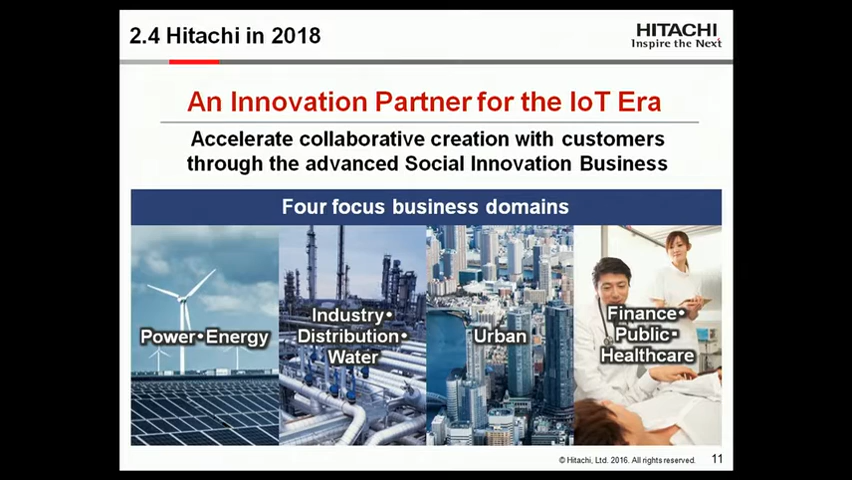 2.4 Hitachi in 2018
HITACHI
Inspire the Next
An Innovation Partner for the IoT Era
Accelerate collaborative creation with customers
through the advanced Social Innovation Business
Four focus business domains
Power・Energy
Industry・
Distribution・
Water
Urban
Finance・
Public・
Healthcare
© Hitachi, Ltd. 2016. All rights reserved.
11